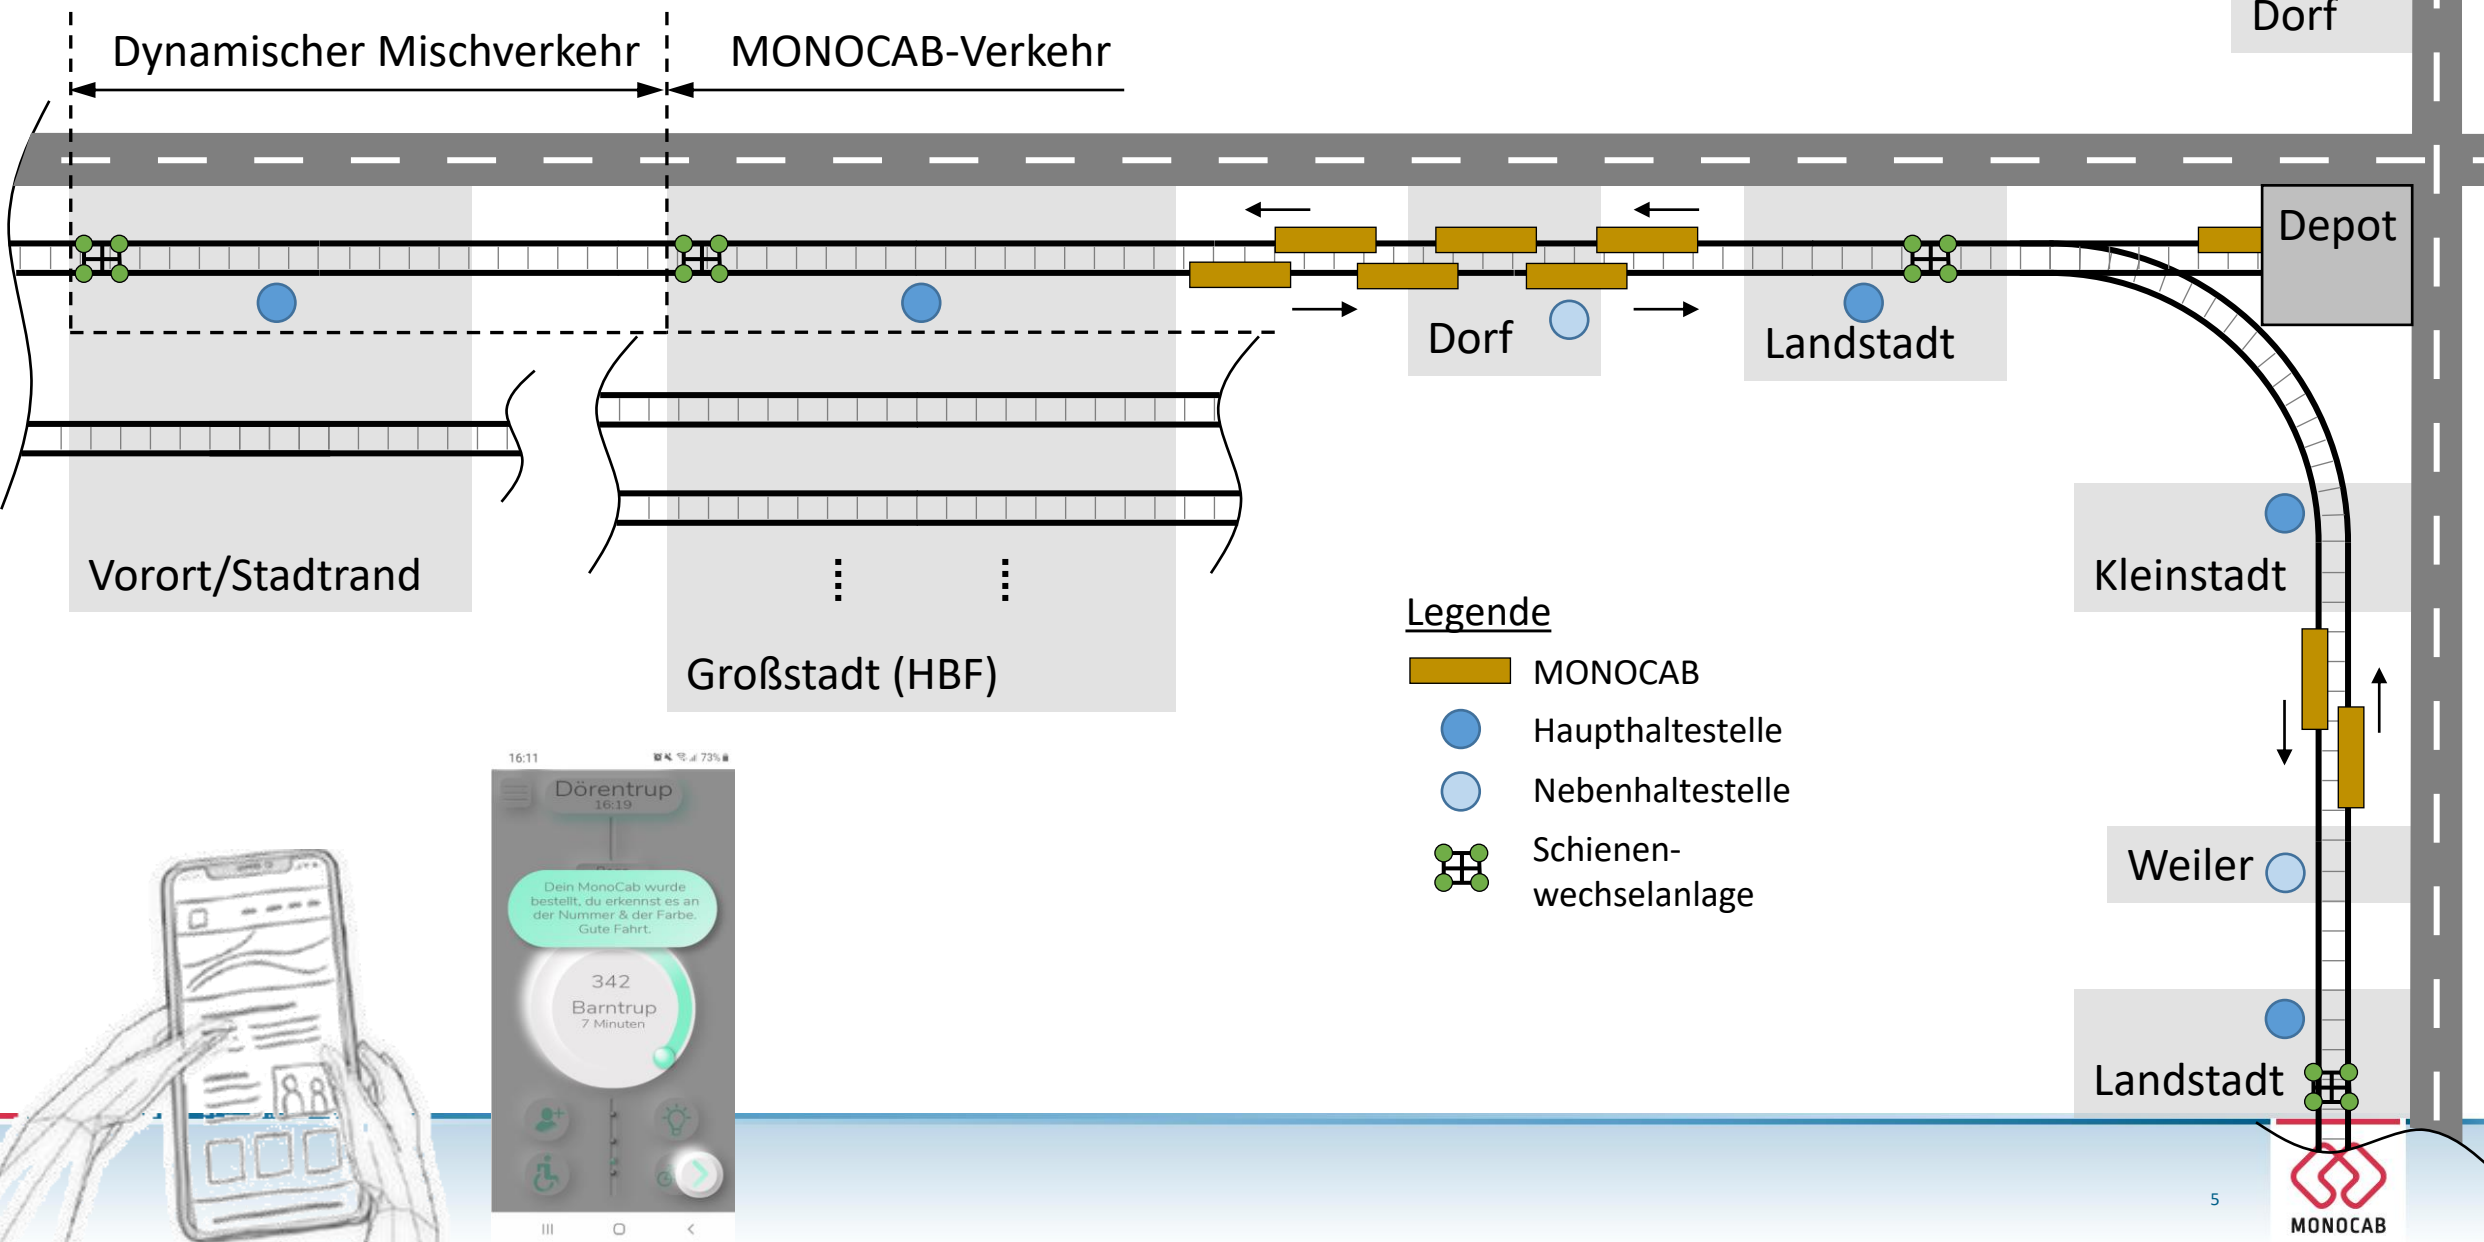 Dorf
Dynamischer Mischverkehr
MONOCAB-Verkehr
Depot
Dorf
Landstadt
Vorort/Stadtrand
Großstadt (HBF)
Kleinstadt
Weiler
Landstadt
Legende
MONOCAB
Haupthaltestelle
Nebenhaltestelle
Schienen-
wechselanlage
16:11
73%
Dörentrup
16:19
Dein MonoCab wurde
bestellt, du erkennst es an
der Nummer & der Farbe.
Gute Fahrt.
342
Barntrup
7 Minuten
5
MONOCAB